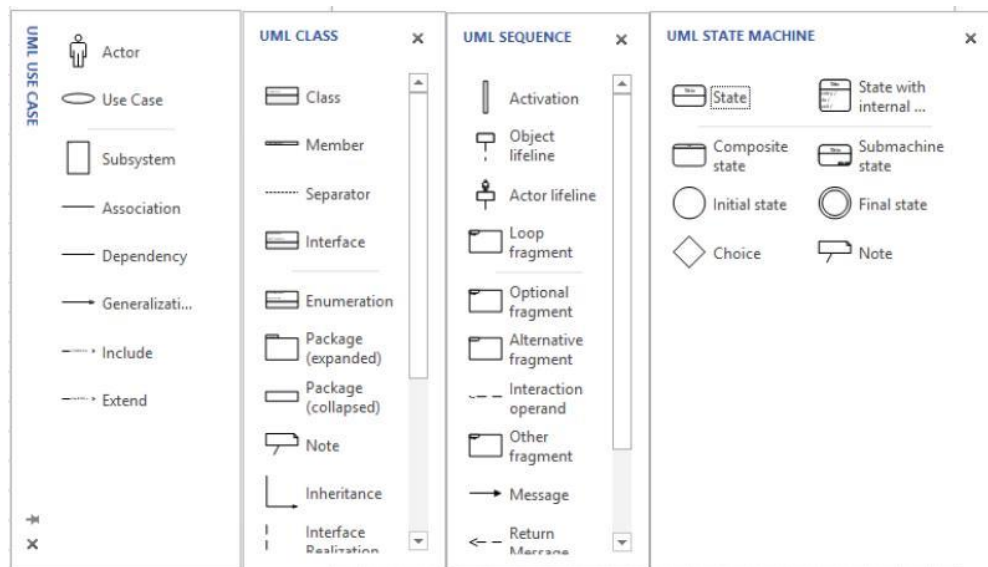 UML USE CASE
Actor
Use Case
Subsystem
Association
Dependency
Generalizati...
Include
Extend
UML CLASS
Class
Member
Separator
Interface
Enumeration
Package
(expanded)
Package
(collapsed)
Note
Inheritance
Interface
Realization
UML SEQUENCE
Activation
Object
lifeline
Actor lifeline
Loop
fragment
Optional
fragment
Alternative
fragment
Interaction
operand
Other
fragment
Message
Return
Message
UML STATE MACHINE
State
State with
internal ...
Composite
state
Submachine
state
Initial state
Final state
Choice
Note